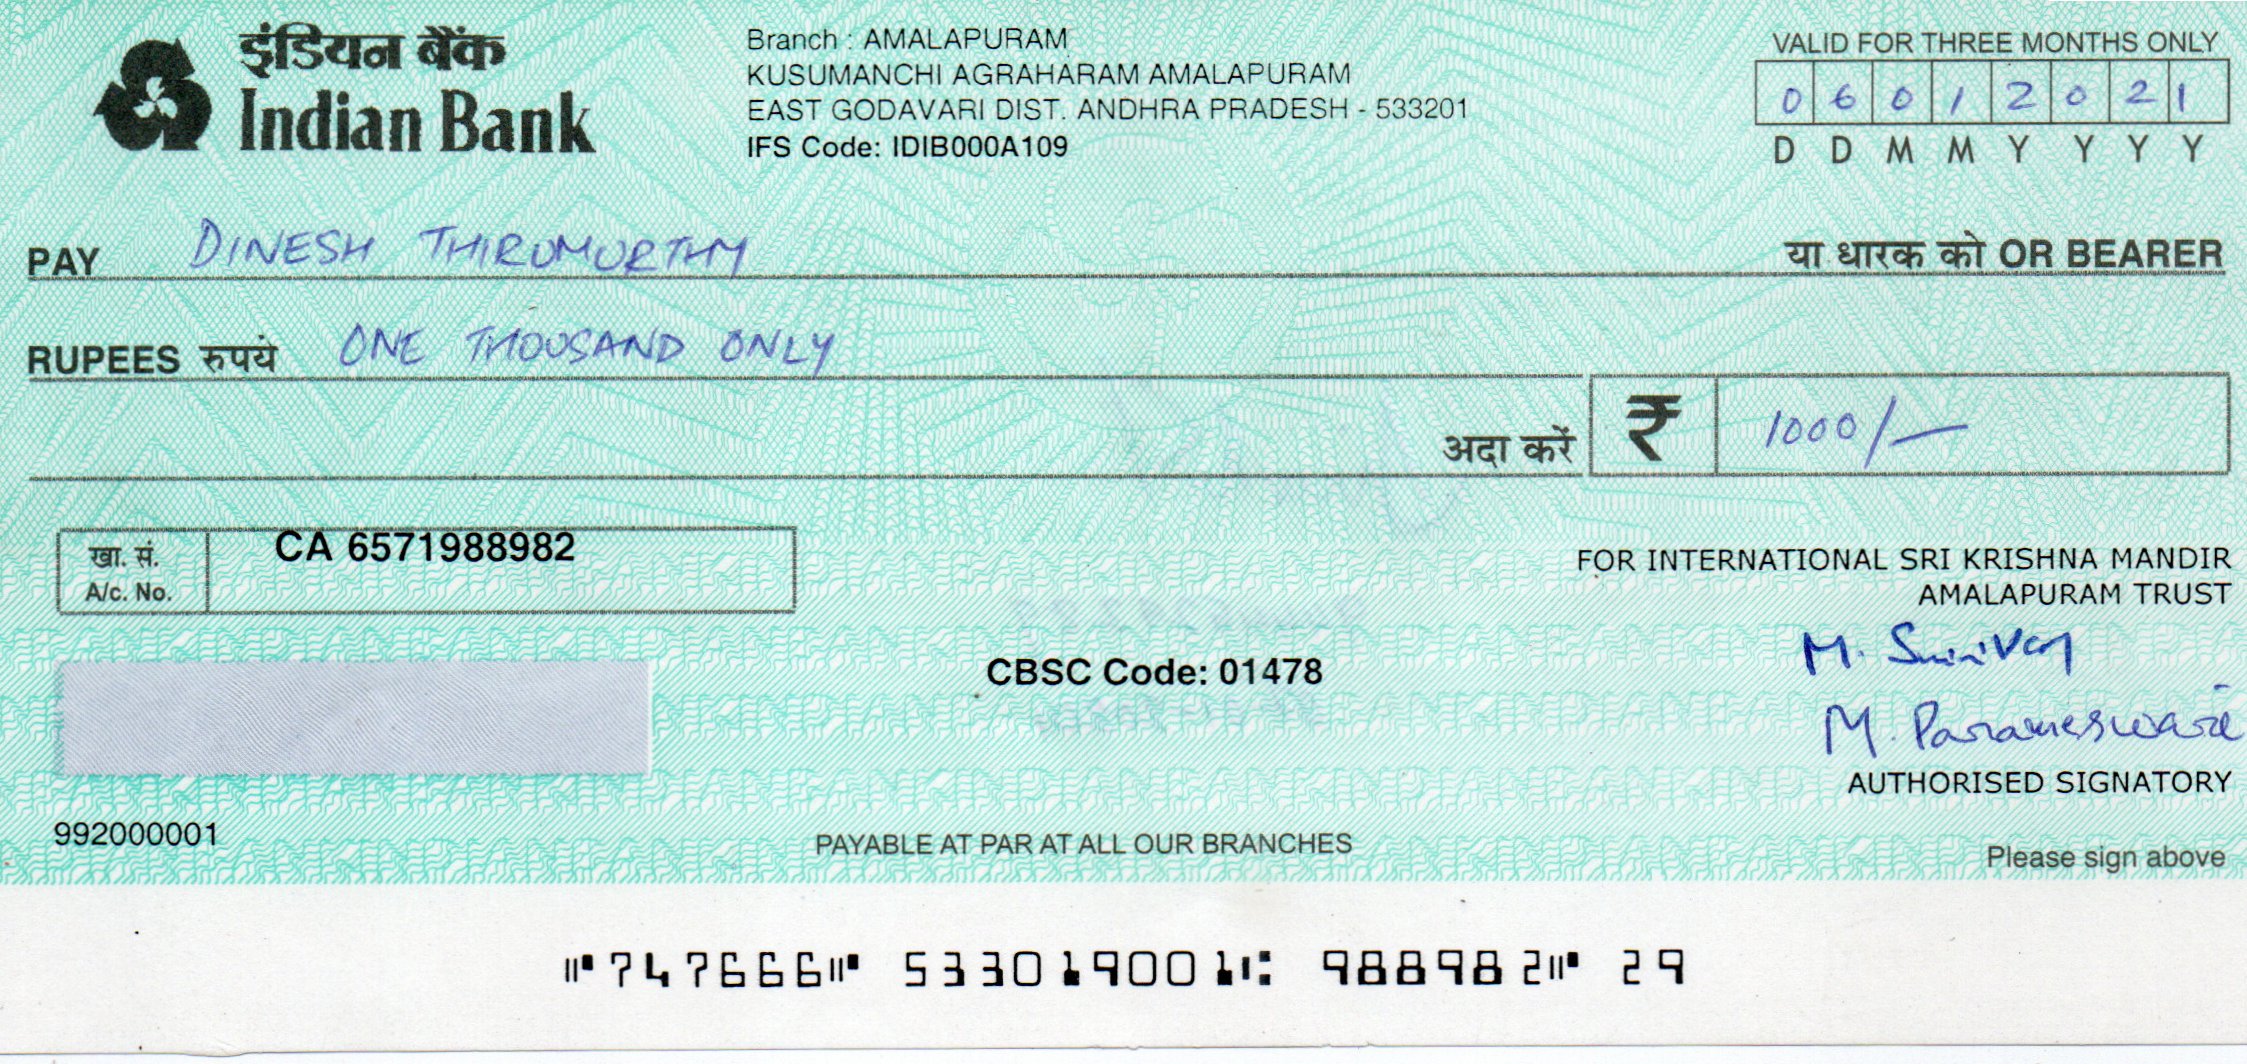 इंडियन बैंक
Indian Bank
Branch : AMALAPURAM
KUSUMANCHI AGRAHARAM AMALAPURAM
EAST GODAVARI DIST. ANDHRA PRADESH - 533201
IFS Code: IDIB000A109
VALID FOR THREE MONTHS ONLY
0 6 0 1 2 0 2 1
D D M M Y Y Y Y
PAY DINESH THIRUMURTHY या धारक को OR BEARER
RUPEES रुपये ONE THOUSAND ONLY
अदा करें ₹ 1000/-
खा. सं.
A/c. No.
CA 6571988982
FOR INTERNATIONAL SRI KRISHNA MANDIR
AMALAPURAM TRUST
CBSC Code: 01478
M.
M. Parameswara
AUTHORISED SIGNATORY
992000001
PAYABLE AT PAR AT ALL OUR BRANCHES
Please sign above
⑈747666⑈ 533019001⑆ 988982⑈ 29